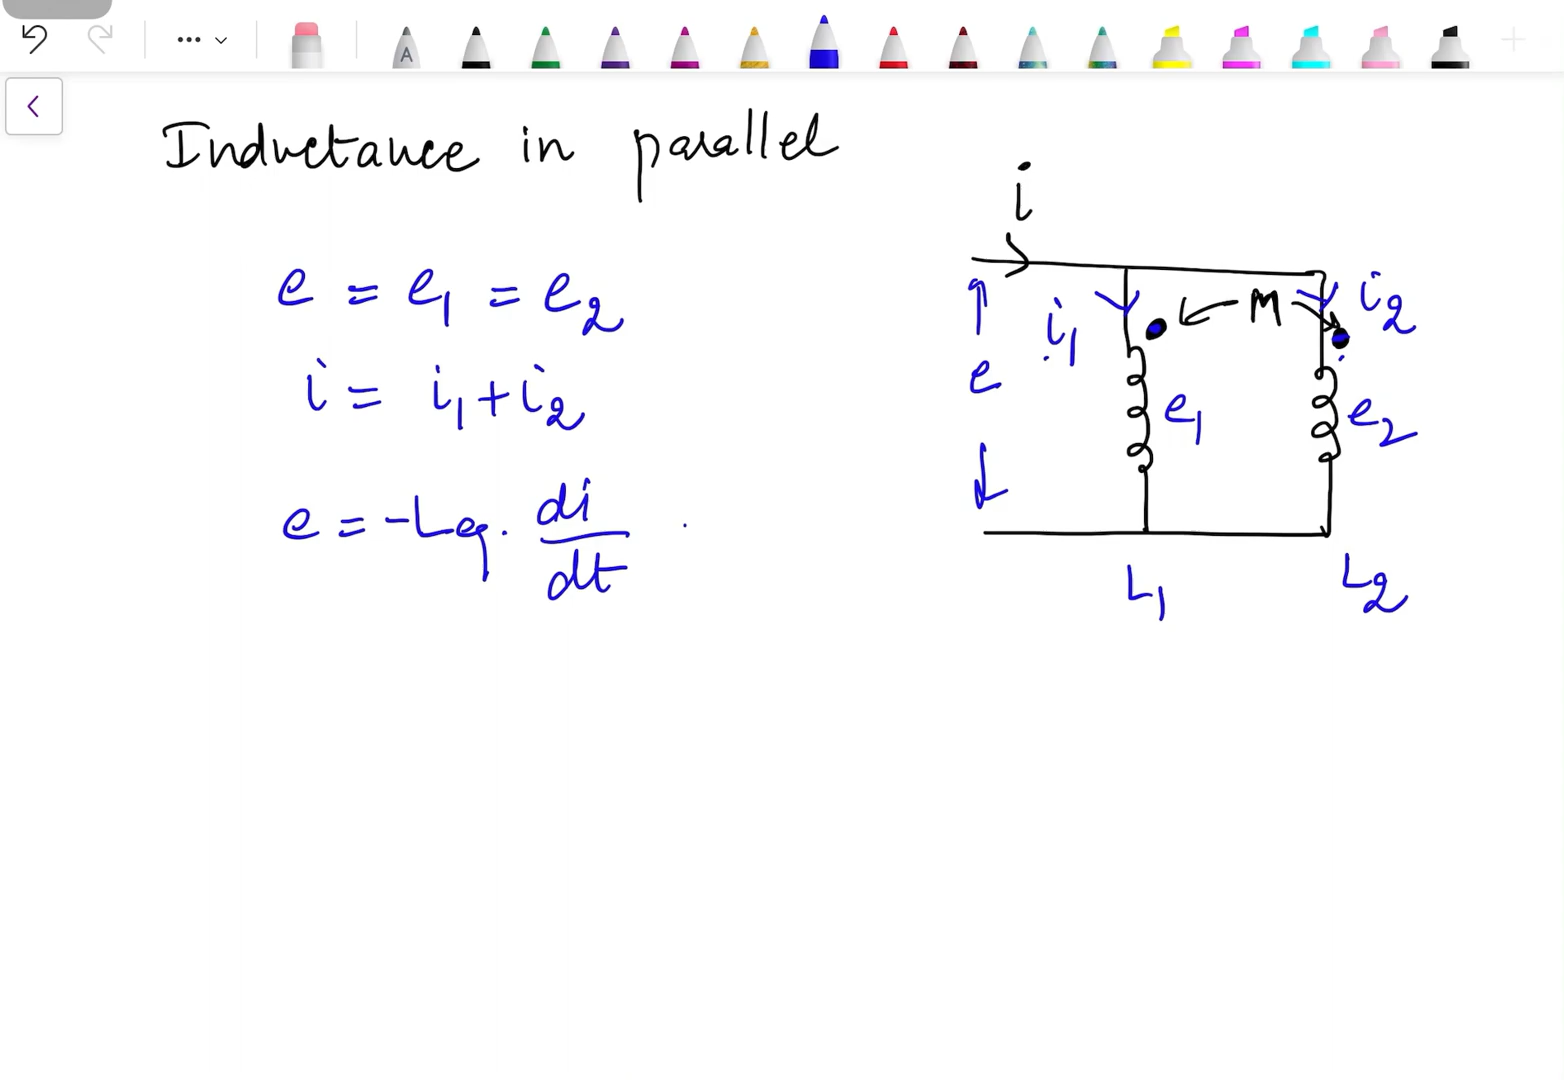 A
Inductance in parallel
i
e = e1 = e2
i1
M
i2
i = i1 + i2
e
e1
e2
e = -Leq. di/dt
L1
L2